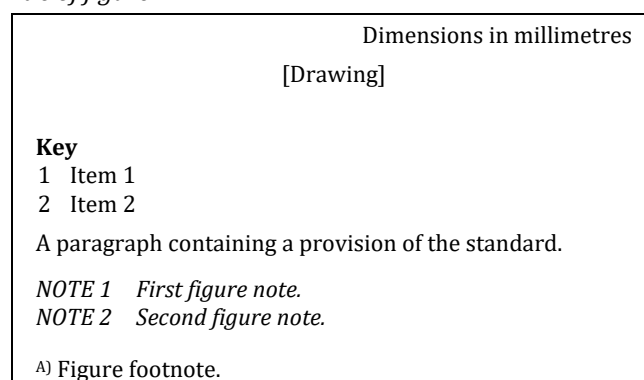 Dimensions in millimetres
[Drawing]
Key
1 Item 1
2 Item 2
A paragraph containing a provision of the standard.
NOTE 1 First figure note.
NOTE 2 Second figure note.
A) Figure footnote.